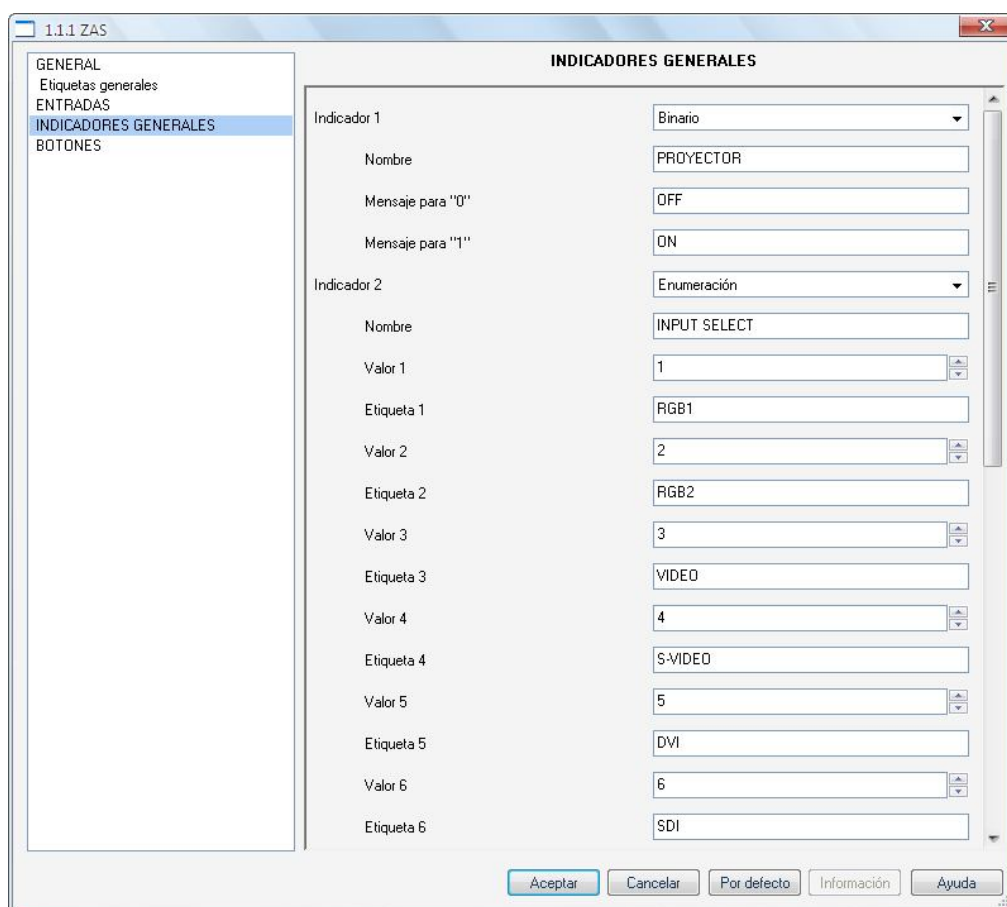 1.1.1 ZAS
GENERAL
Etiquetas generales
ENTRADAS
INDICADORES GENERALES
BOTONES
INDICADORES GENERALES
Indicador 1 Binario
Nombre PROYECTOR
Mensaje para "0" OFF
Mensaje para "1" ON
Indicador 2 Enumeración
Nombre INPUT SELECT
Valor 1 1
Etiqueta 1 RGB1
Valor 2 2
Etiqueta 2 RGB2
Valor 3 3
Etiqueta 3 VIDEO
Valor 4 4
Etiqueta 4 S-VIDEO
Valor 5 5
Etiqueta 5 DVI
Valor 6 6
Etiqueta 6 SDI
Aceptar Cancelar Por defecto Información Ayuda